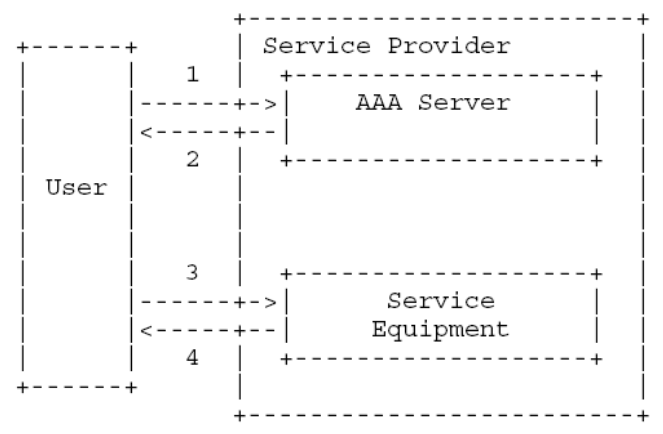 Service Provider
1
AAA Server
2
User
3
Service
Equipment
4